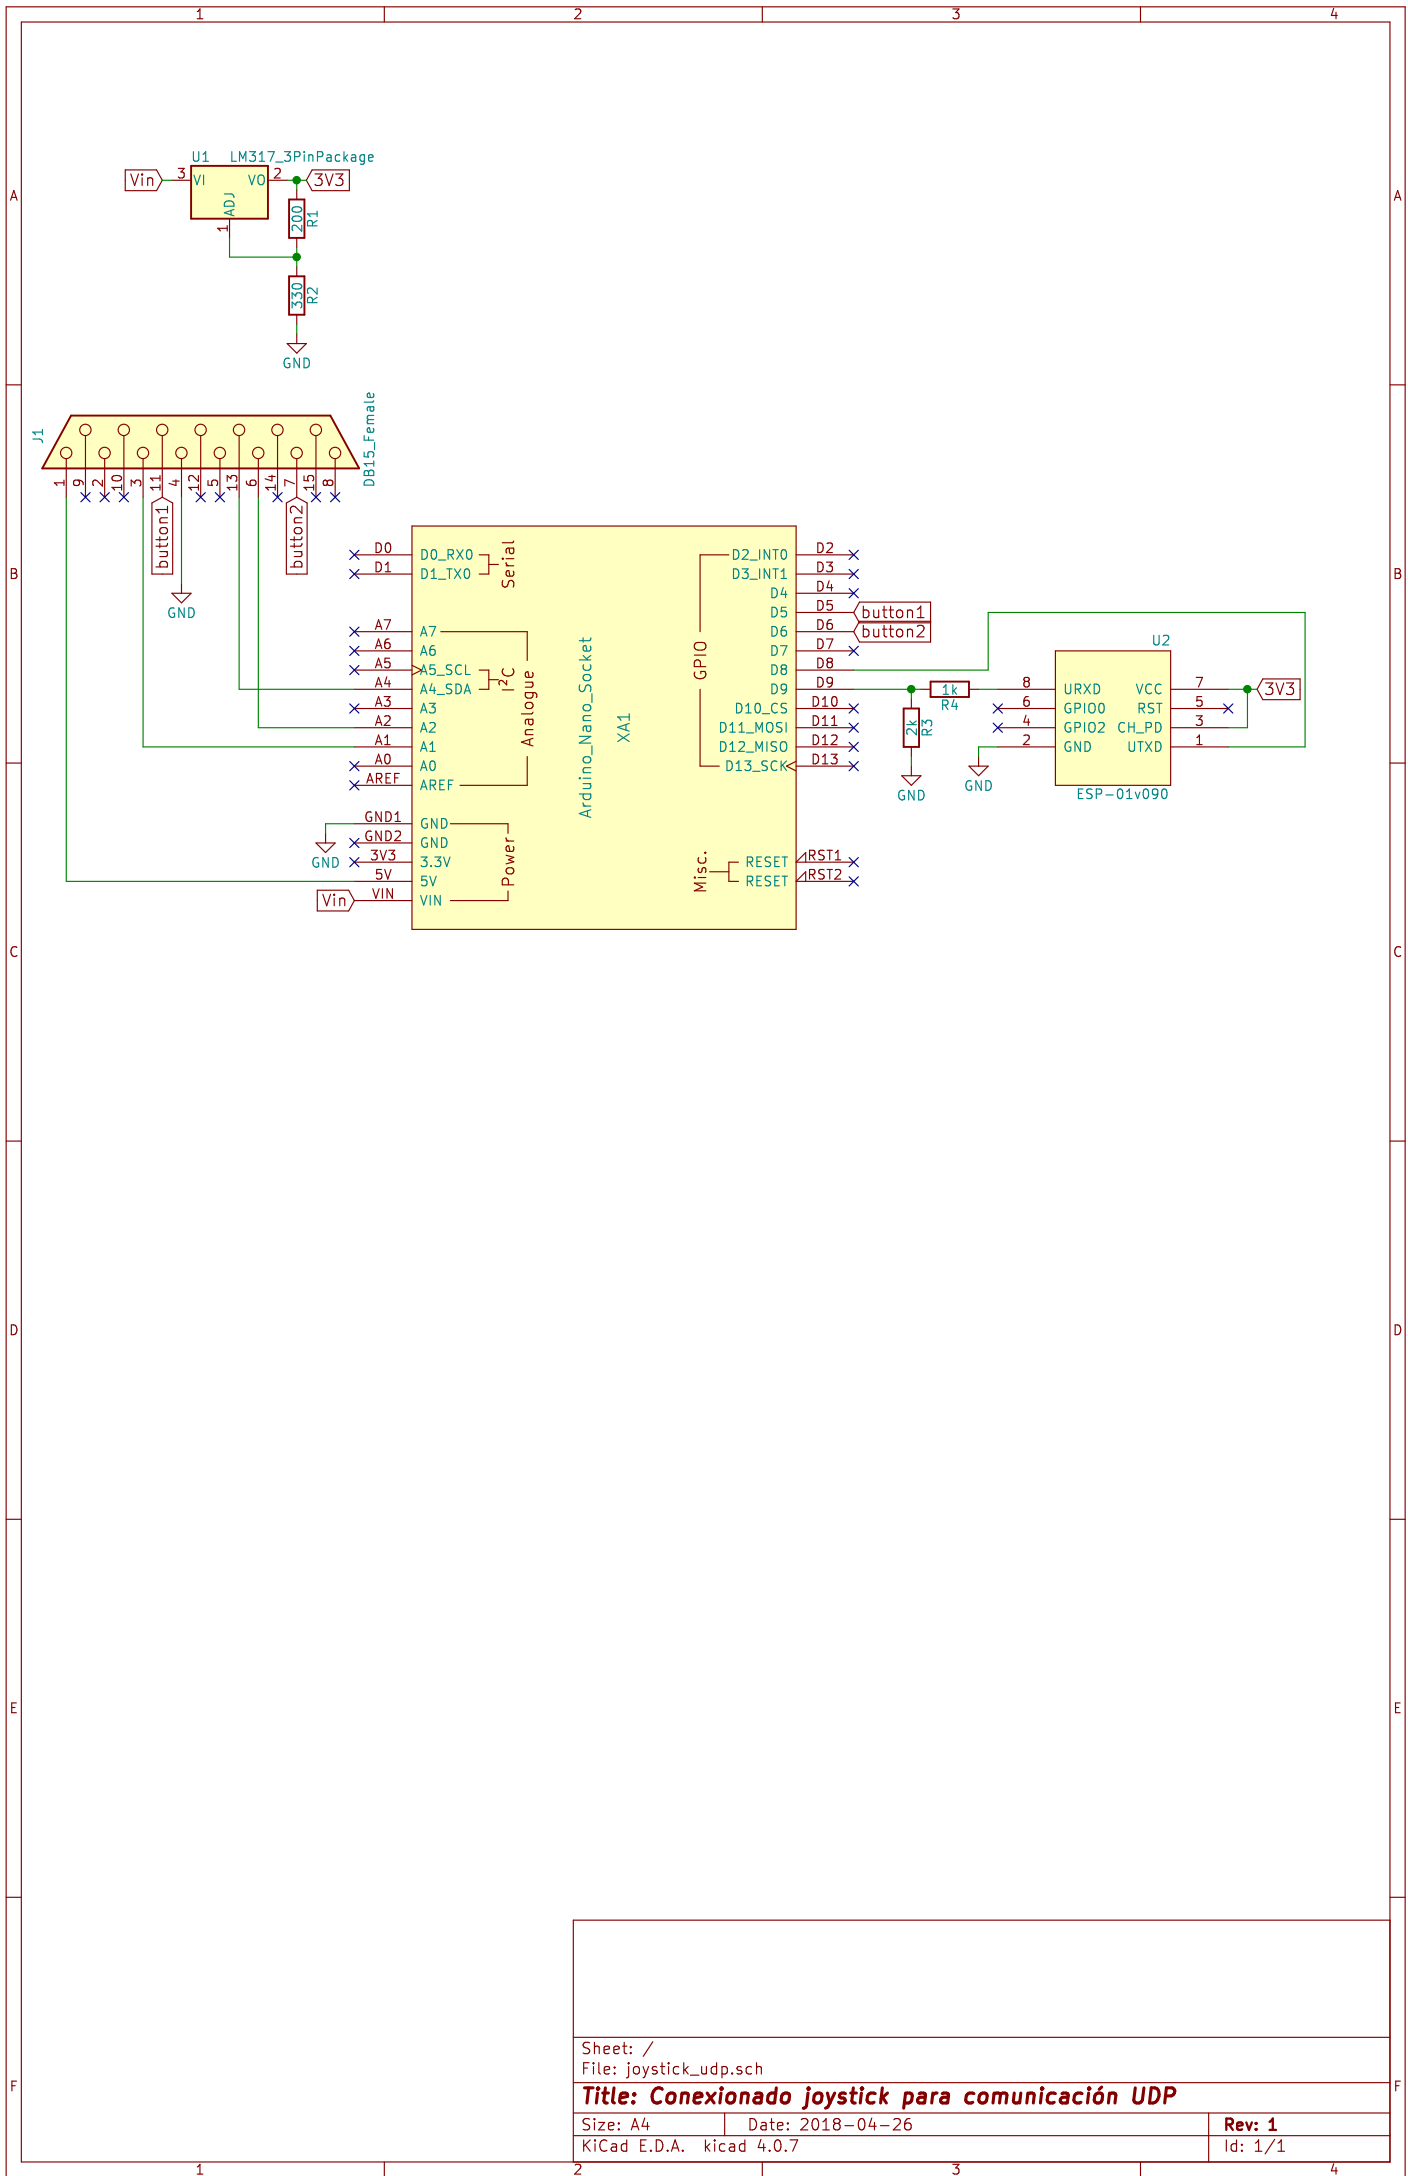 1 2 3 4
A A
U1 LM317_3PinPackage
Vin 3 VI VO 2 3V3
ADJ
1
200 R1
330 R2
GND
J1 DB15_Female
1 9 2 10 3 11 4 12 5 13 6 14 7 15 8
button1 button2
GND
B B
D0 D0_RX0 Serial D2_INT0 D2
D1 D1_TX0 D3_INT1 D3
D4 D4
D5 D5 button1
A7 A7 D6 D6 button2
A6 A6 D7 D7
A5 A5_SCL I²C GPIO D8 D8
A4 A4_SDA D9 D9
A3 A3 Analogue D10_CS D10
A2 A2 D11_MOSI D11
A1 A1 D12_MISO D12
A0 A0 D13_SCK D13
AREF AREF
Arduino_Nano_Socket
XA1
GND1 GND
GND2 GND Power
3V3 3.3V Misc. RESET RST1
5V 5V RESET RST2
Vin VIN VIN
GND
1k
R4
2k R3
GND
GND
U2
8 URXD VCC 7 3V3
6 GPIO0 RST 5
4 GPIO2 CH_PD 3
2 GND UTXD 1
ESP-01v090
C C
D D
E E
F F
Sheet: /
File: joystick_udp.sch
Title: Conexionado joystick para comunicación UDP
Size: A4 Date: 2018-04-26 Rev: 1
KiCad E.D.A. kicad 4.0.7 Id: 1/1
1 2 3 4